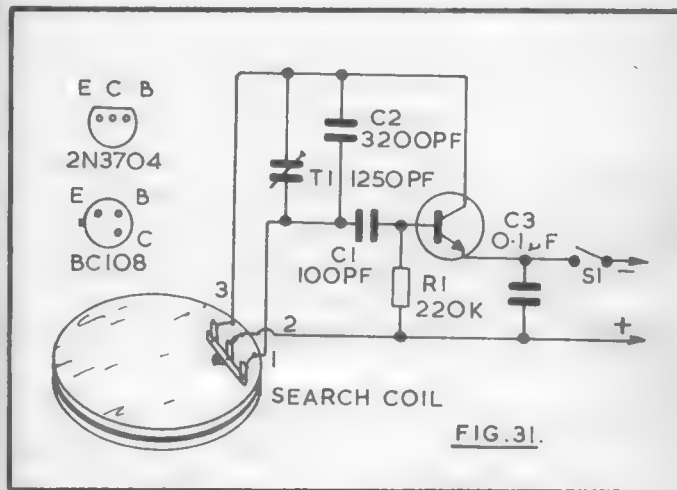 E C B
2N3704
E B
C
BC108
C2
3200PF
T1 1250PF
C1
100PF
R1
220K
C3
0.1µF
S1
-
+
3
2
1
SEARCH COIL
FIG.31.